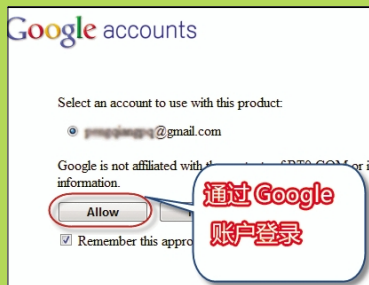 Google accounts
Select an account to use with this product:
@gmail.com
Google is not affiliated with
information.
Allow
Remember this appro
通过 Google
账户登录